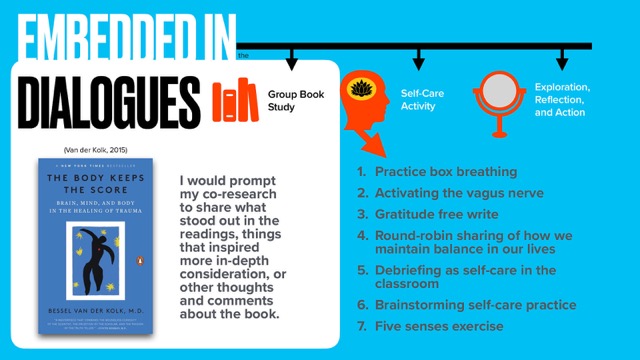 EMBEDDED IN
the
DIALOGUES
Group Book
Study
Self-Care
Activity
Exploration,
Reflection,
and Action
(Van der Kolk, 2015)
NEW YORK TIMES BESTSELLER
THE BODY KEEPS
THE SCORE
BRAIN, MIND, AND BODY
IN THE HEALING OF TRAUMA
BESSEL VAN DER KOLK, M.D.
I would prompt
my co-research
to share what
stood out in the
readings, things
that inspired
more in-depth
consideration, or
other thoughts
and comments
about the book.
1. Practice box breathing
2. Activating the vagus nerve
3. Gratitude free write
4. Round-robin sharing of how we
maintain balance in our lives
5. Debriefing as self-care in the
classroom
6. Brainstorming self-care practice
7. Five senses exercise